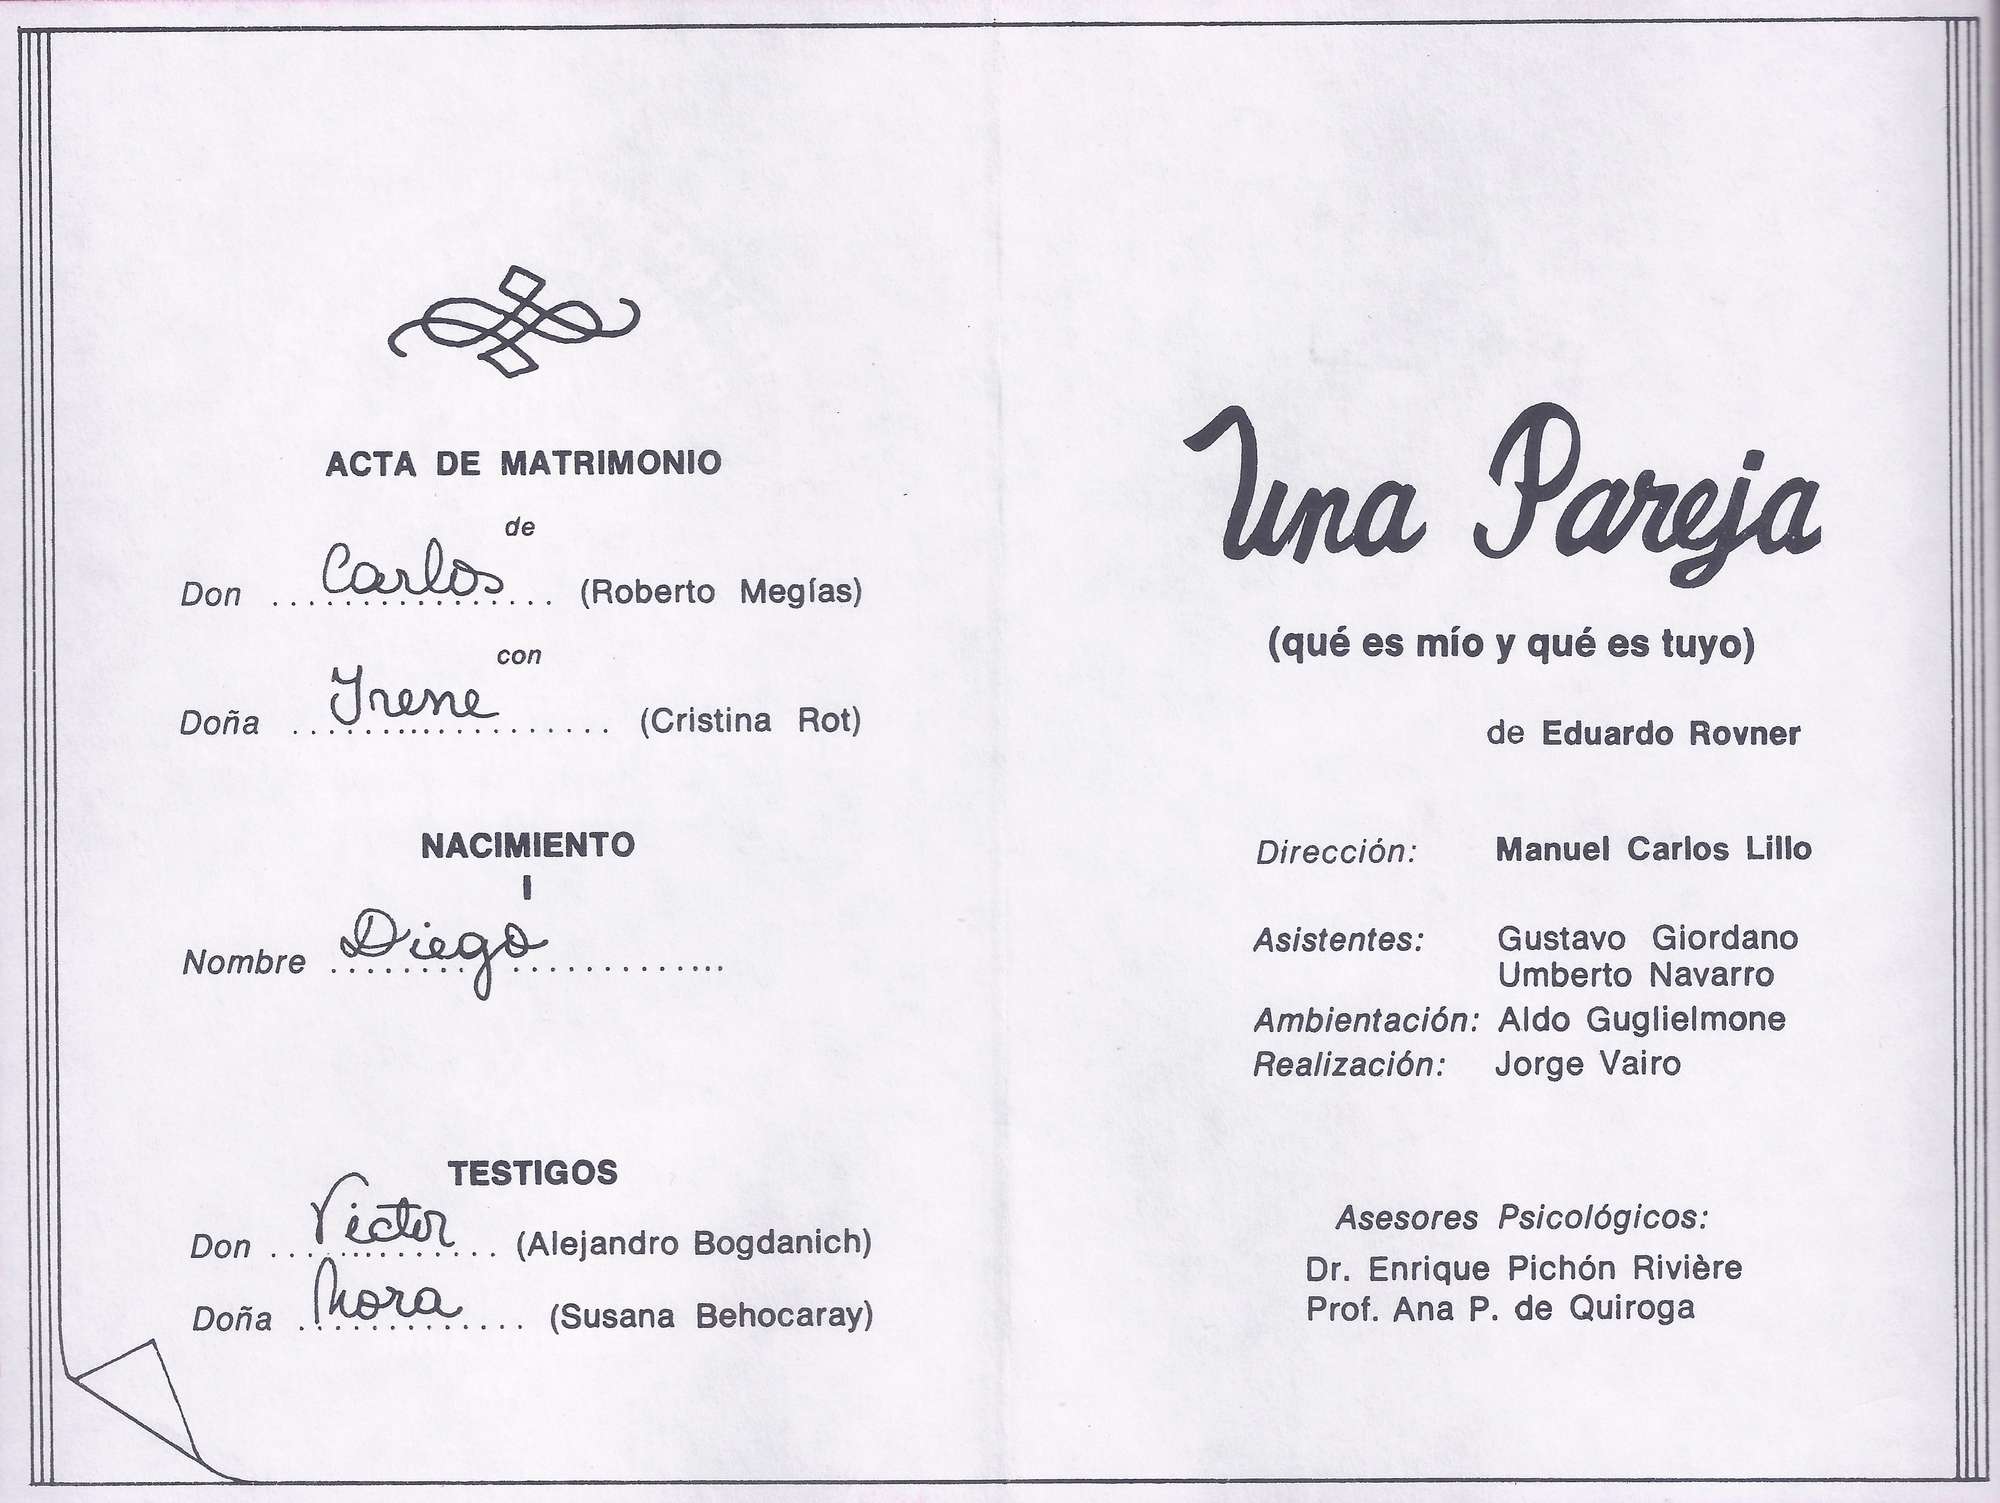 ACTA DE MATRIMONIO
de
Don Carlos (Roberto Megías)
con
Doña Irene (Cristina Rot)
NACIMIENTO
I
Nombre Diego
TESTIGOS
Don Victor (Alejandro Bogdanich)
Doña Nora (Susana Behocaray)
Una Pareja
(qué es mío y qué es tuyo)
de Eduardo Rovner
Dirección: Manuel Carlos Lillo
Asistentes: Gustavo Giordano
Umberto Navarro
Ambientación: Aldo Guglielmone
Realización: Jorge Vairo
Asesores Psicológicos:
Dr. Enrique Pichón Rivière
Prof. Ana P. de Quiroga